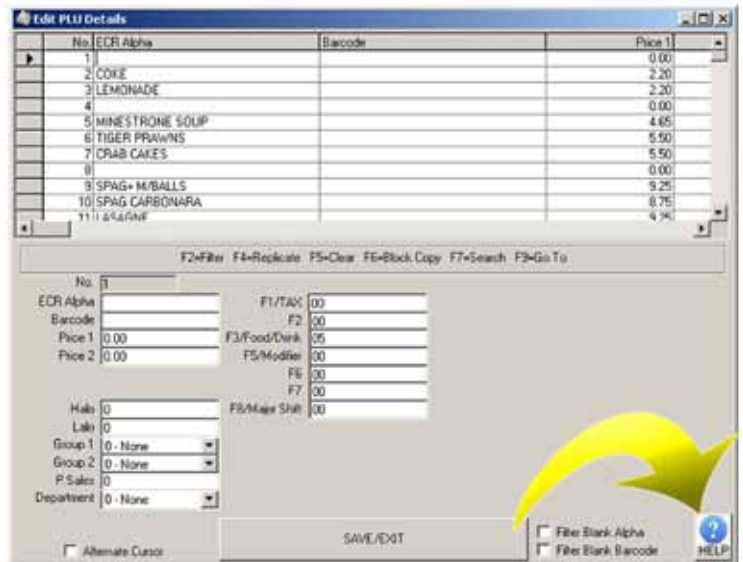 Edit PLU Details
No. ECR Alpha Barcode Price 1
1 0.00
2 COKE 2.20
3 LEMONADE 2.20
4 0.00
5 MINESTRONE SOUP 4.65
6 TIGER PRAWNS 5.50
7 CRAB CAKES 5.50
8 0.00
9 SPAG+ M/BALLS 9.25
10 SPAG CARBONARA 8.75
11 LASAGNE 9.25
F2=Filter F4=Replicate F5=Clear F6=Block Copy F7=Search F9=Go To
No. 1
ECR Alpha F1/TAX 00
Barcode F2 00
Price 1 0.00 F3/Food/Drink 05
Price 2 0.00 F5/Modifier 00
F6 00
F7 00
Halo 0 F8/Major Shift 00
Lalo 0
Group 1 0 - None
Group 2 0 - None
P.Sales 0
Department 0 - None
Alternate Cursor SAVE/EXIT Filter Blank Alpha
Filter Blank Barcode
HELP